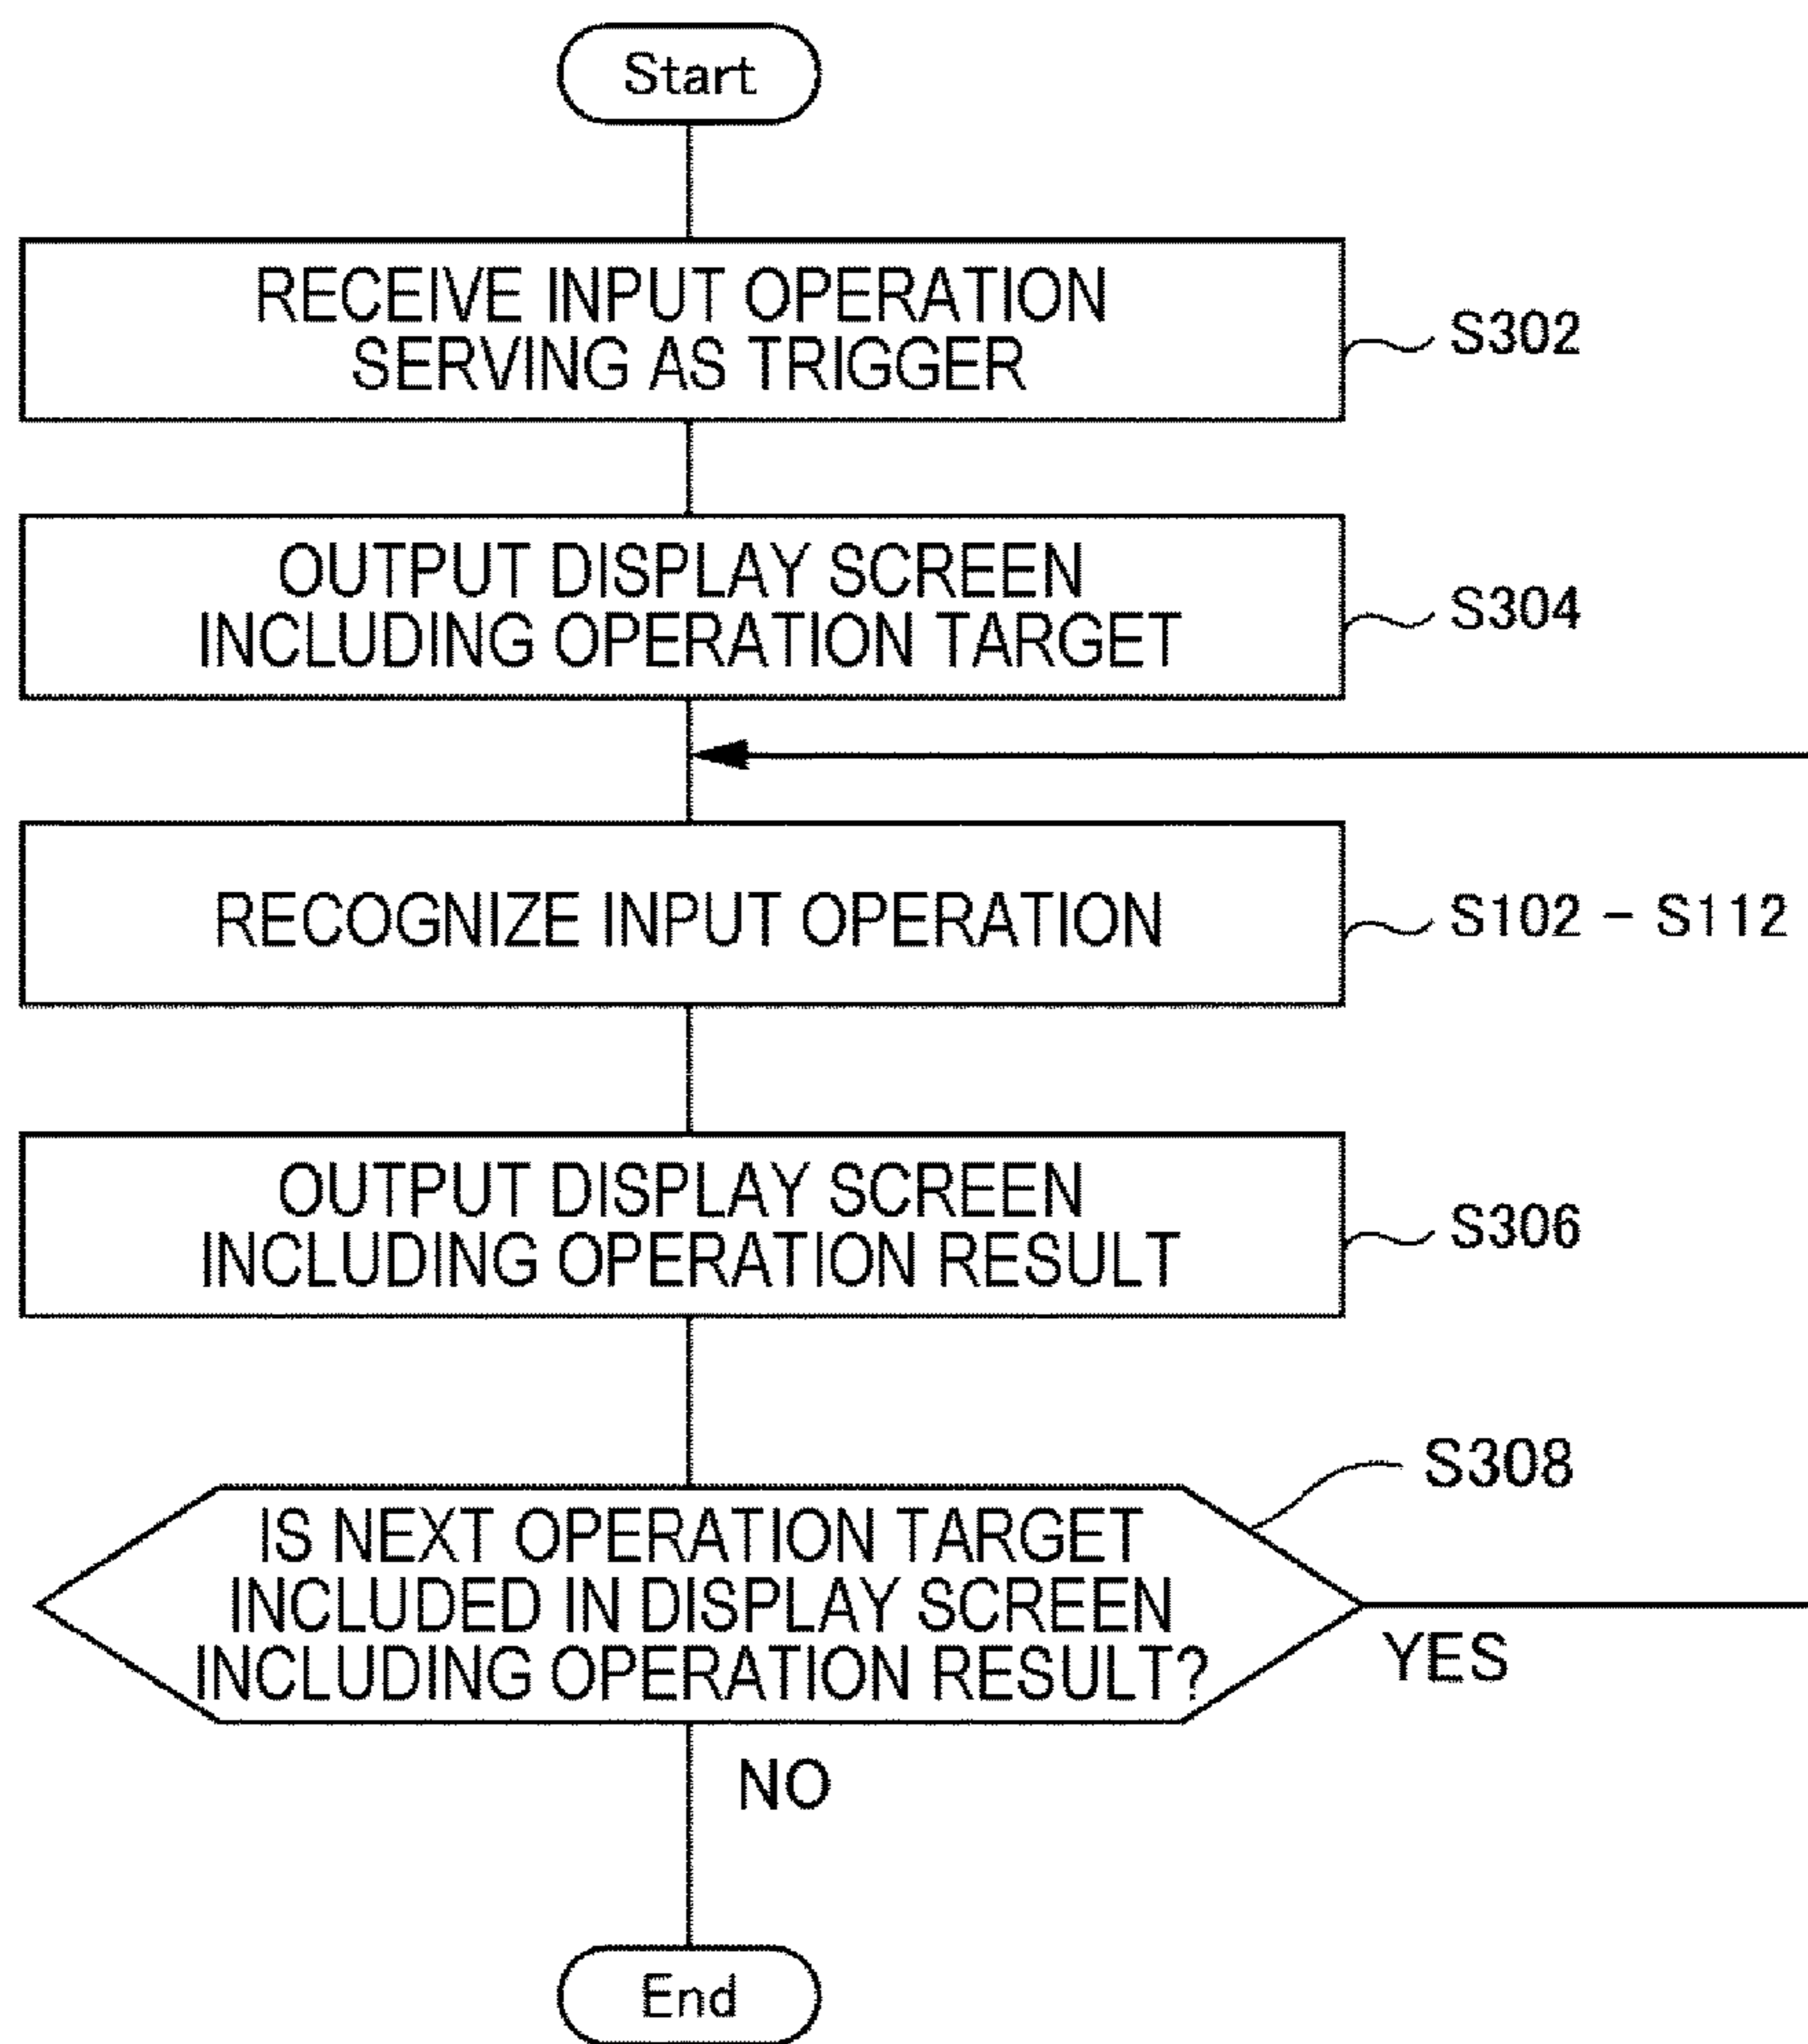 Start
RECEIVE INPUT OPERATION
SERVING AS TRIGGER
S302
OUTPUT DISPLAY SCREEN
INCLUDING OPERATION TARGET
S304
RECOGNIZE INPUT OPERATION
S102 - S112
OUTPUT DISPLAY SCREEN
INCLUDING OPERATION RESULT
S306
S308
IS NEXT OPERATION TARGET
INCLUDED IN DISPLAY SCREEN
INCLUDING OPERATION RESULT?
YES
NO
End